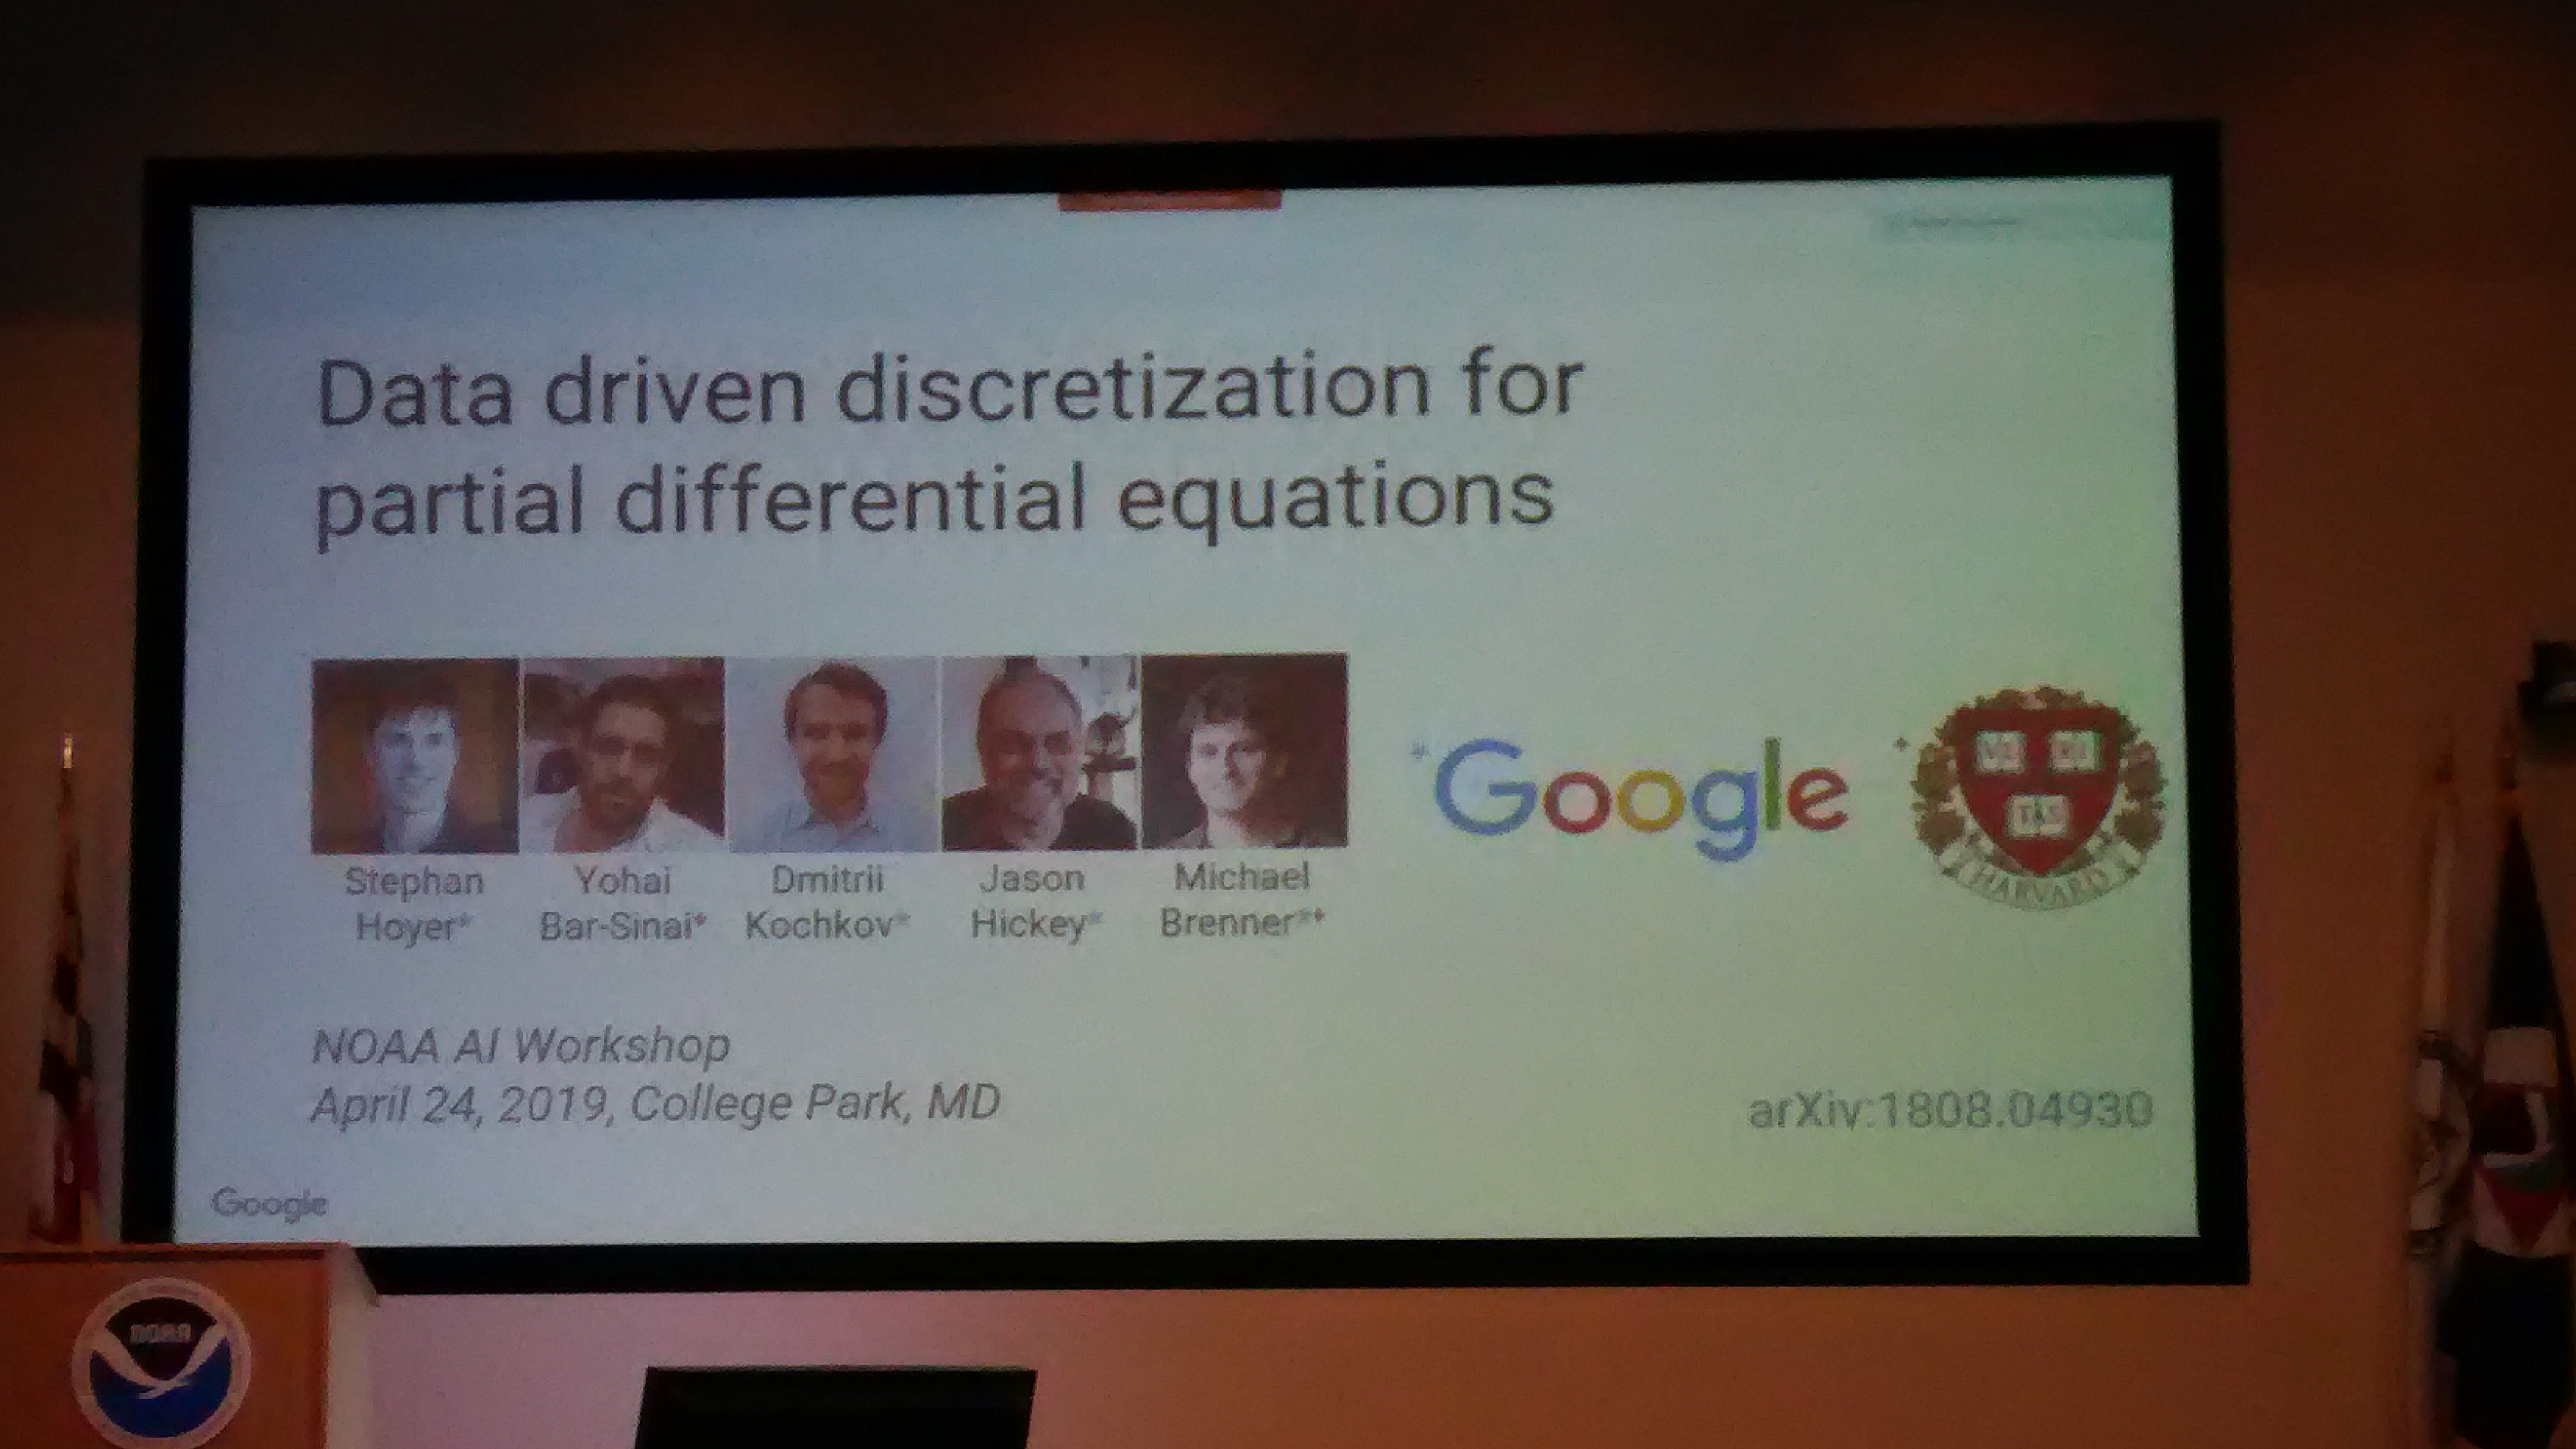 Data driven discretization for
partial differential equations
Stephan
Hoyer*
Yohai
Bar-Sinai⁺
Dmitrii
Kochkov*
Jason
Hickey*
Michael
Brenner*⁺
*Google
⁺
VE RI
TAS
HARVARD
NOAA AI Workshop
April 24, 2019, College Park, MD
arXiv:1808.04930
Google
NOAA